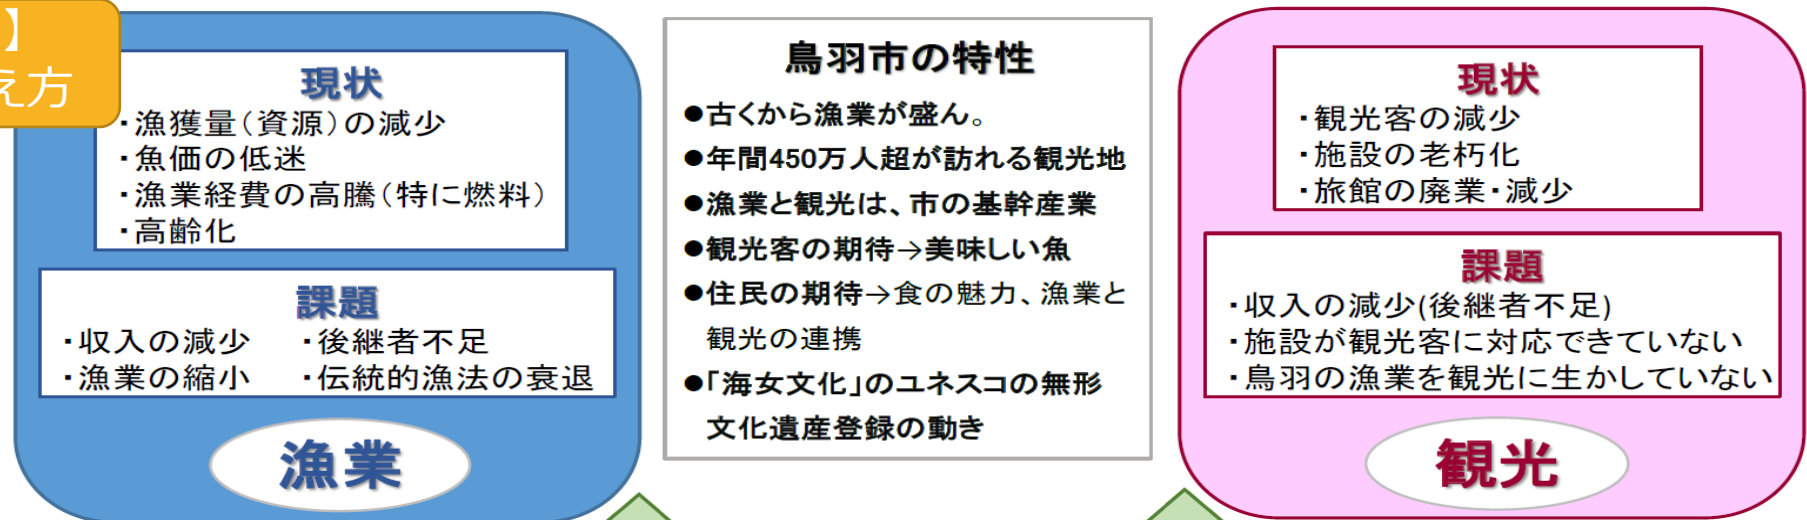 】
え方
現状
・漁獲量(資源)の減少
・魚価の低迷
・漁業経費の高騰(特に燃料)
・高齢化
課題
・収入の減少 ・後継者不足
・漁業の縮小 ・伝統的漁法の衰退
漁業
鳥羽市の特性
●古くから漁業が盛ん。
●年間450万人超が訪れる観光地
●漁業と観光は、市の基幹産業
●観光客の期待→美味しい魚
●住民の期待→食の魅力、漁業と
観光の連携
●「海女文化」のユネスコの無形
文化遺産登録の動き
現状
・観光客の減少
・施設の老朽化
・旅館の廃業・減少
課題
・収入の減少(後継者不足)
・施設が観光客に対応できていない
・鳥羽の漁業を観光に生かしていない
観光